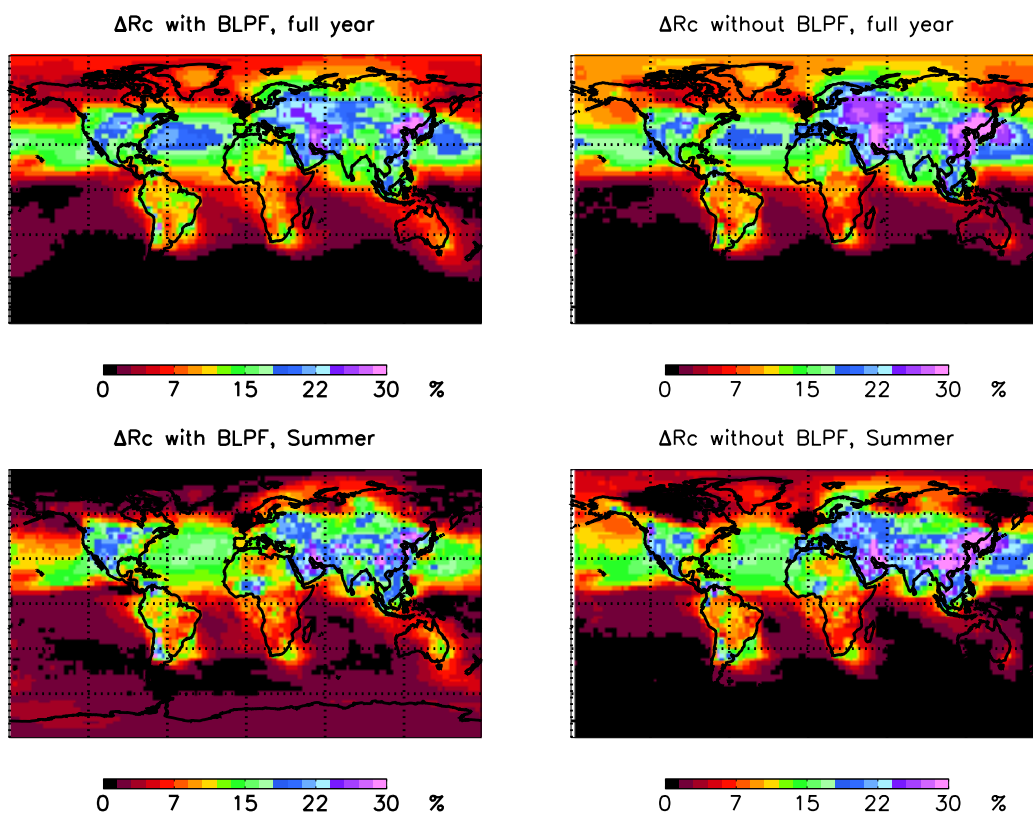 ΔRc with BLPF, full year
ΔRc without BLPF, full year
0 7 15 22 30 %
0 7 15 22 30 %
ΔRc with BLPF, Summer
ΔRc without BLPF, Summer
0 7 15 22 30 %
0 7 15 22 30 %